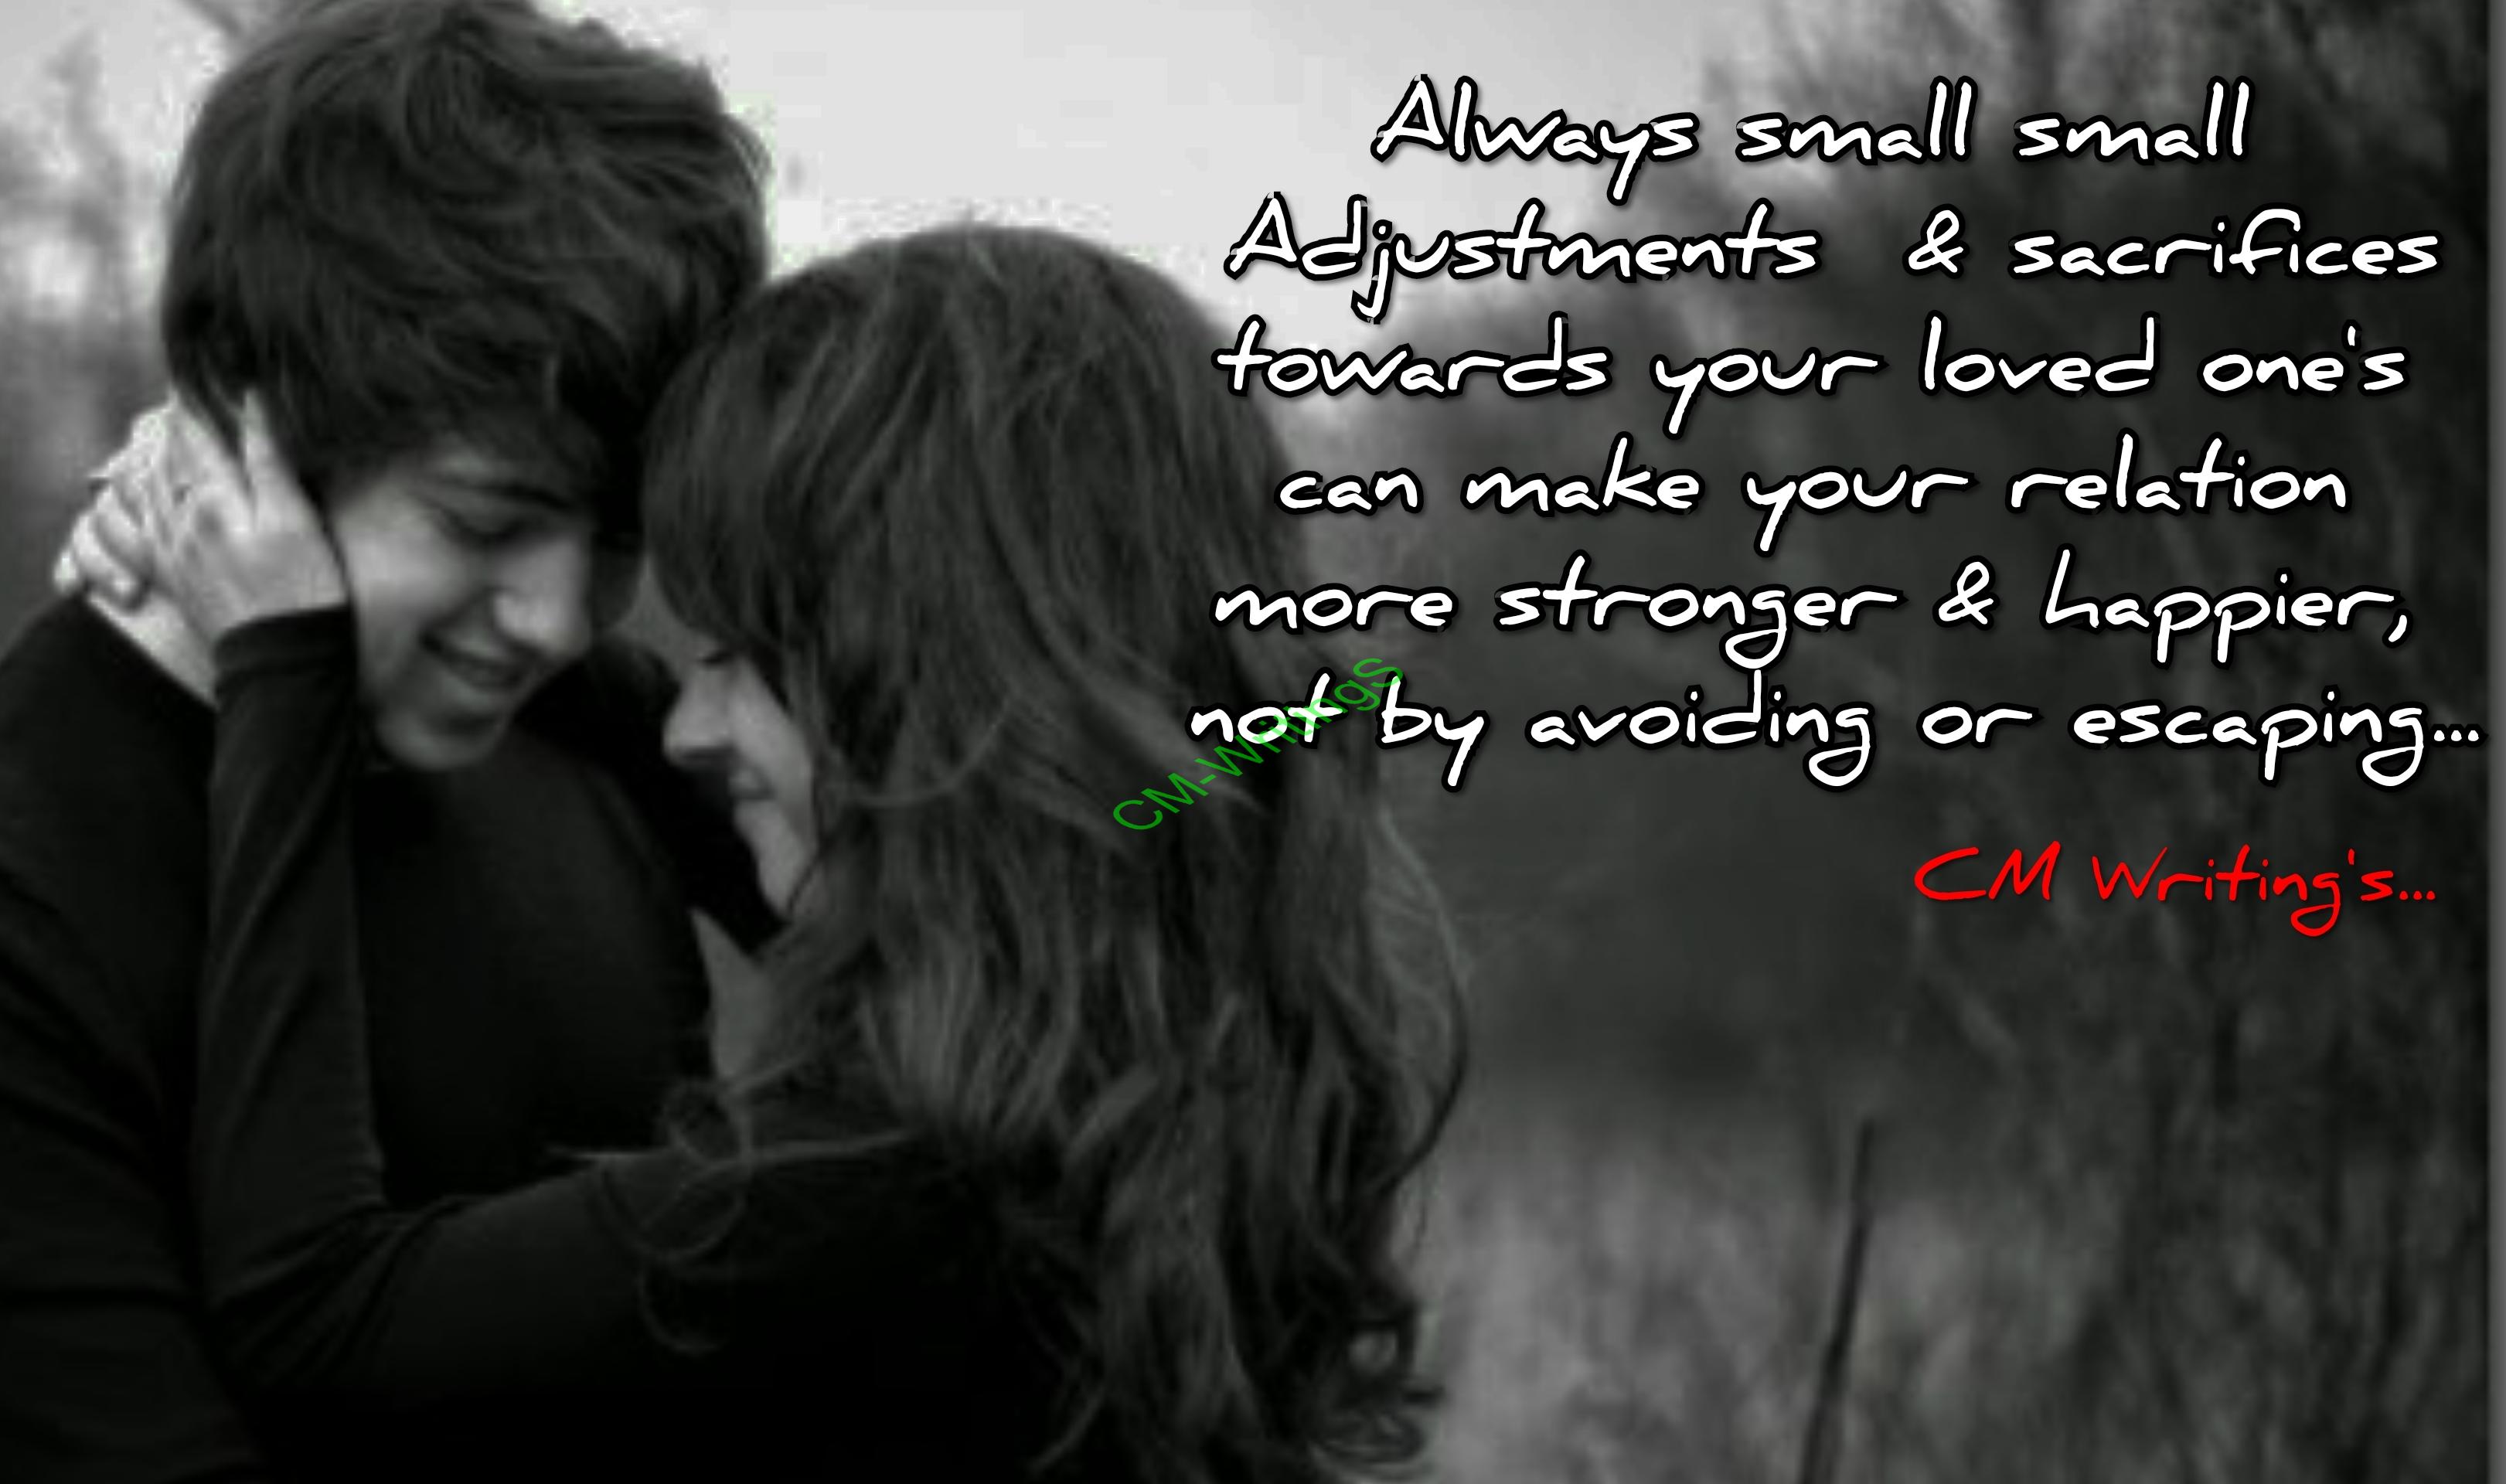 Always small small
Adjustments & sacrifices
towards your loved one's
can make your relation
more stronger & happier,
not by avoiding or escaping...
CM-Writings
CM Writing's...